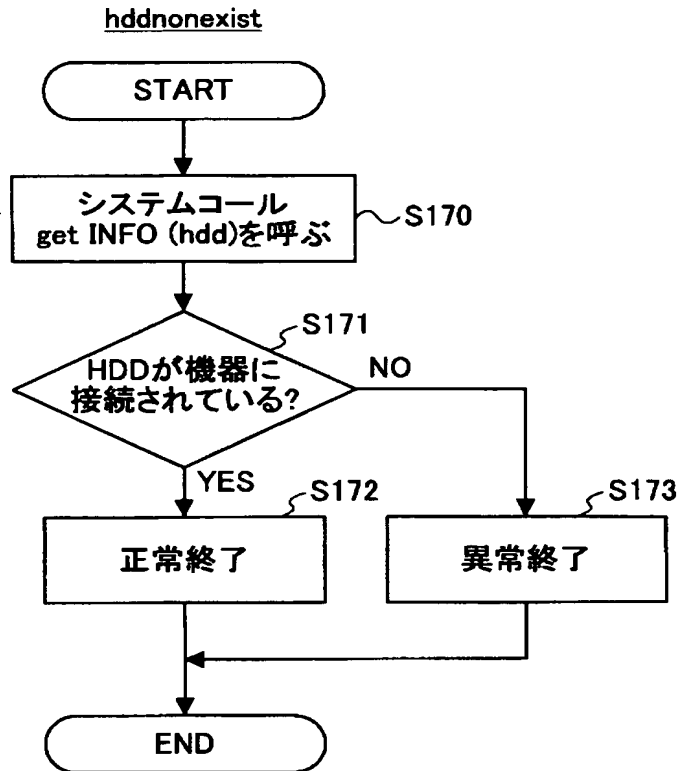 hddnonexist
START
システムコール
get INFO (hdd)を呼ぶ
S170
S171
HDDが機器に
接続されている?
NO
YES
S172
S173
正常終了
異常終了
END